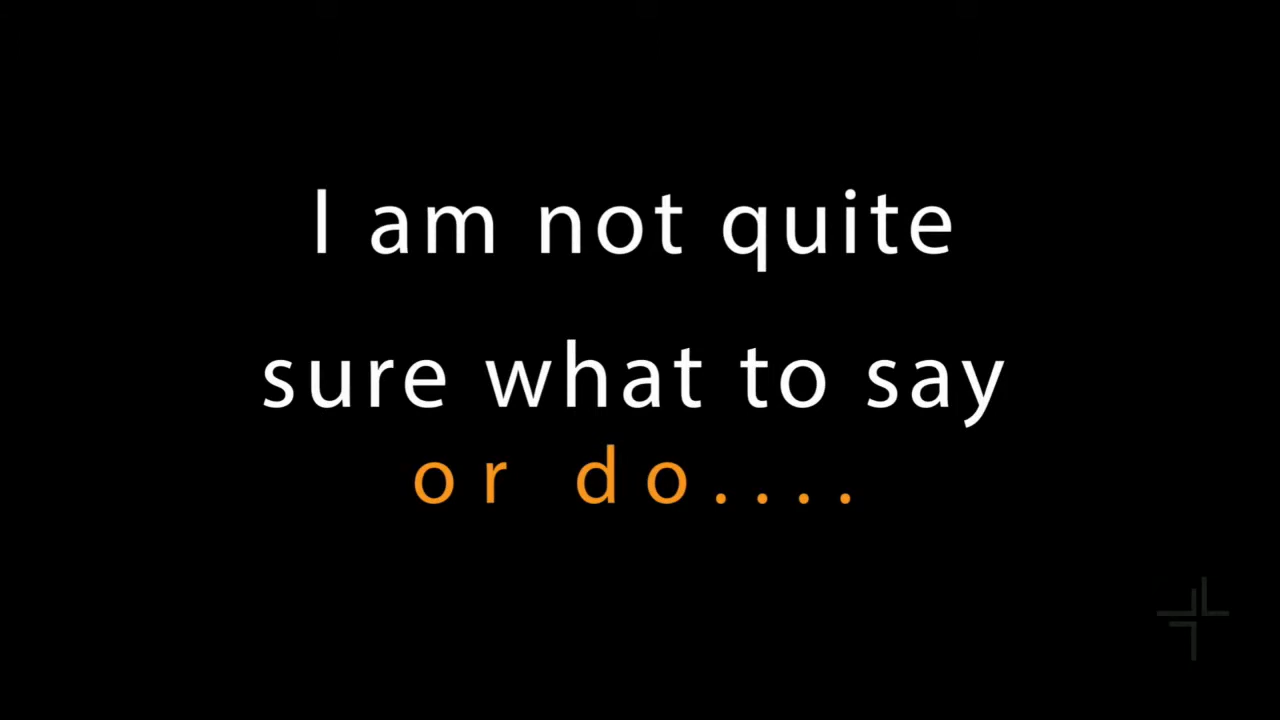 I am not quite
sure what to say
or do....